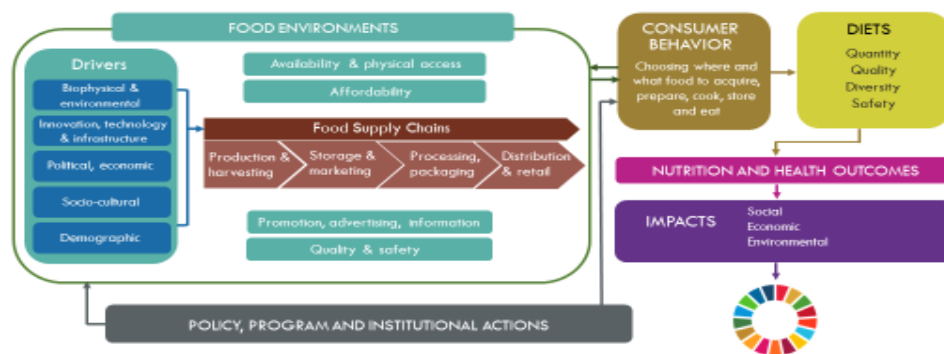 FOOD ENVIRONMENTS
Drivers
Biophysical &
environmental
Innovation, technology
& infrastructure
Political, economic
Socio-cultural
Demographic
Availability & physical access
Affordability
Food Supply Chains
Production &
harvesting
Storage &
marketing
Processing,
packaging
Distribution
& retail
Promotion, advertising, information
Quality & safety
POLICY, PROGRAM AND INSTITUTIONAL ACTIONS
CONSUMER
BEHAVIOR
Choosing where and
what food to acquire,
prepare, cook, store
and eat
DIETS
Quantity
Quality
Diversity
Safety
NUTRITION AND HEALTH OUTCOMES
IMPACTS
Social
Economic
Environmental